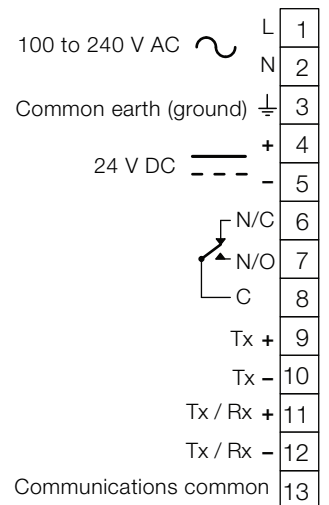 L 1
100 to 240 V AC
N 2
Common earth (ground) 3
+ 4
24 V DC
– 5
N/C 6
N/O 7
C 8
Tx + 9
Tx – 10
Tx / Rx + 11
Tx / Rx – 12
Communications common 13